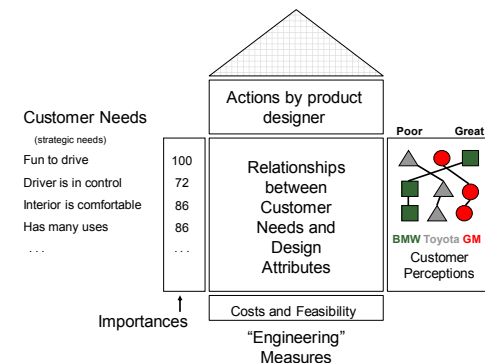 Actions by product
designer
Customer Needs
(strategic needs)
Poor Great
Fun to drive 100
Driver is in control 72
Interior is comfortable 86
Has many uses 86
. . . . . .
Relationships
between
Customer
Needs and
Design
Attributes
BMW Toyota GM
Customer
Perceptions
Costs and Feasibility
Importances
“Engineering”
Measures